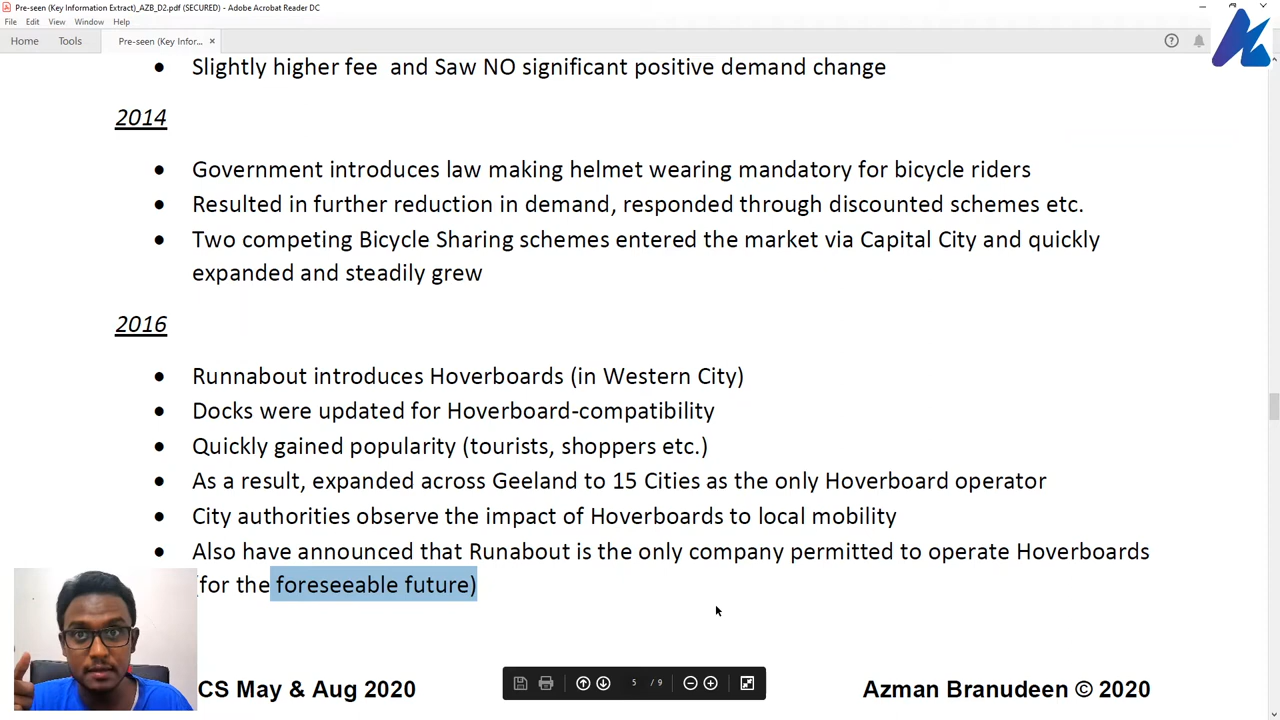 Pre-seen (Key Information Extract)_AZB_D2.pdf (SECURED) - Adobe Acrobat Reader DC
File Edit View Window Help
Home Tools Pre-seen (Key Infor... ×
• Slightly higher fee and Saw NO significant positive demand change
2014
• Government introduces law making helmet wearing mandatory for bicycle riders
• Resulted in further reduction in demand, responded through discounted schemes etc.
• Two competing Bicycle Sharing schemes entered the market via Capital City and quickly
expanded and steadily grew
2016
• Runnabout introduces Hoverboards (in Western City)
• Docks were updated for Hoverboard-compatibility
• Quickly gained popularity (tourists, shoppers etc.)
• As a result, expanded across Geeland to 15 Cities as the only Hoverboard operator
• City authorities observe the impact of Hoverboards to local mobility
• Also have announced that Runabout is the only company permitted to operate Hoverboards
(for the foreseeable future)
5 / 9
CS May & Aug 2020
Azman Branudeen © 2020